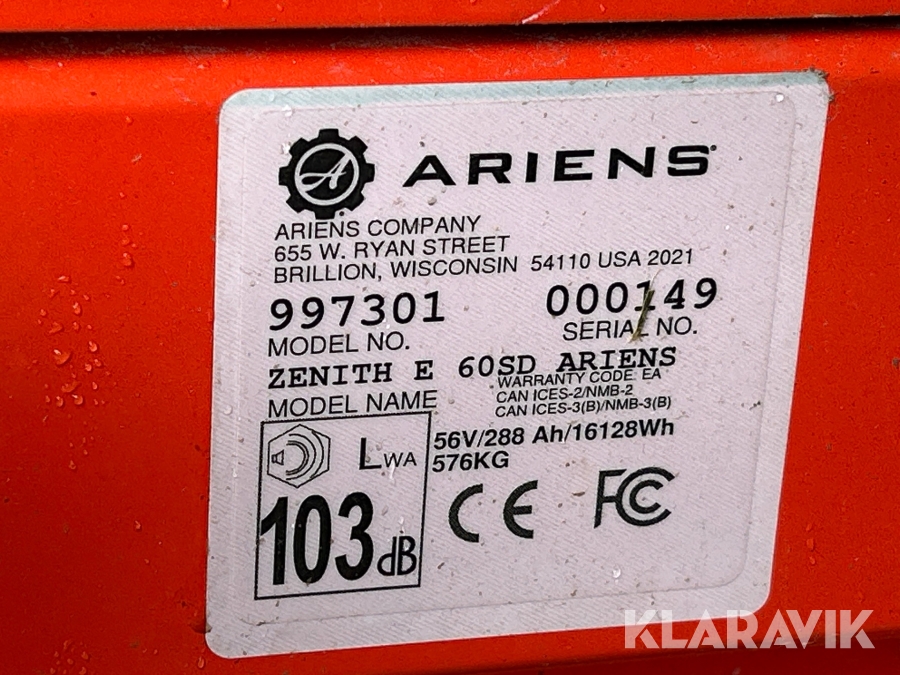 ARIENS
ARIENS COMPANY
655 W. RYAN STREET
BRILLION, WISCONSIN 54110 USA 2021
997301 000149
MODEL NO. SERIAL NO.
ZENITH E 60SD ARIENS
MODEL NAME
WARRANTY CODE: EA
CAN ICES-2/NMB-2
CAN ICES-3(B)/NMB-3(B)
56V/288 Ah/16128Wh
576KG
LWA
103dB
CE FC
KLARAVIK